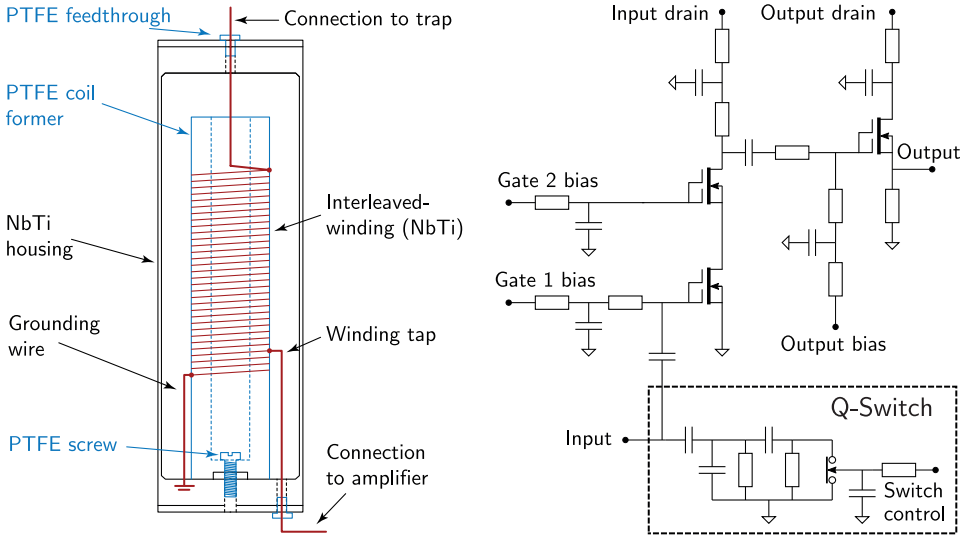 PTFE feedthrough
Connection to trap
PTFE coil
former
NbTi
housing
Interleaved-
winding (NbTi)
Grounding
wire
Winding tap
PTFE screw
Connection
to amplifier
Input drain
Output drain
Gate 2 bias
Output
Gate 1 bias
Output bias
Q-Switch
Input
Switch
control